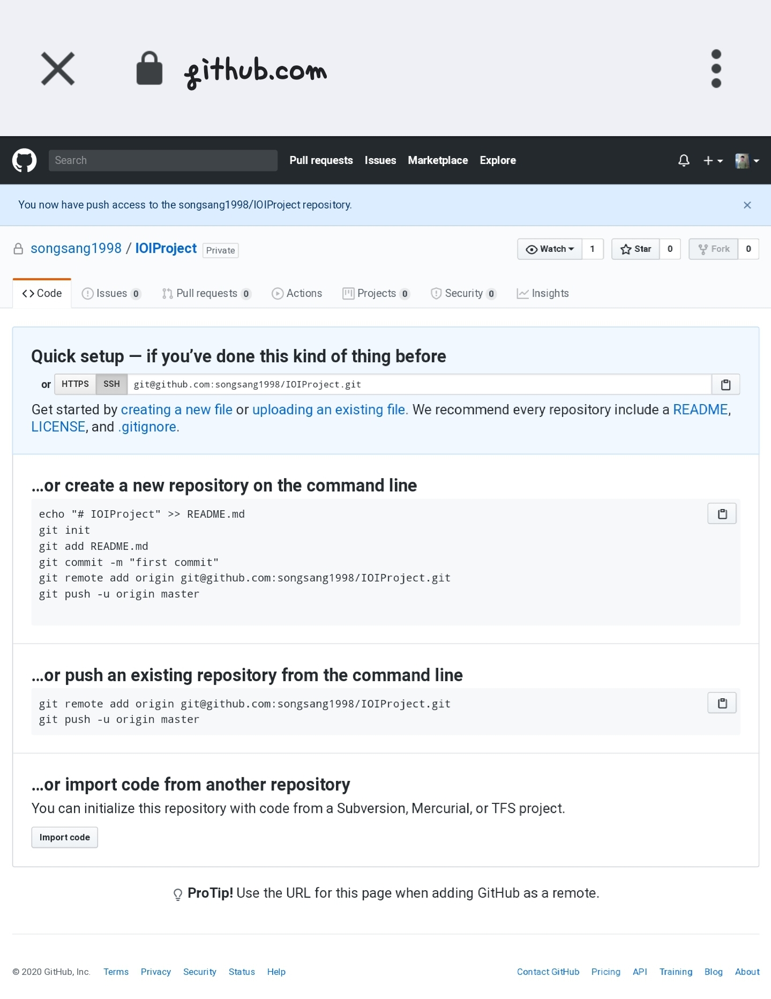 github.com
Search Pull requests Issues Marketplace Explore
You now have push access to the songsang1998/IOIProject repository.
songsang1998 / IOIProject Private Watch 1 Star 0 Fork 0
Code Issues 0 Pull requests 0 Actions Projects 0 Security 0 Insights
Quick setup — if you’ve done this kind of thing before
or HTTPS SSH git@github.com:songsang1998/IOIProject.git
Get started by creating a new file or uploading an existing file. We recommend every repository include a README,
LICENSE, and .gitignore.
…or create a new repository on the command line
echo "# IOIProject" >> README.md
git init
git add README.md
git commit -m "first commit"
git remote add origin git@github.com:songsang1998/IOIProject.git
git push -u origin master
…or push an existing repository from the command line
git remote add origin git@github.com:songsang1998/IOIProject.git
git push -u origin master
…or import code from another repository
You can initialize this repository with code from a Subversion, Mercurial, or TFS project.
Import code
ProTip! Use the URL for this page when adding GitHub as a remote.
© 2020 GitHub, Inc. Terms Privacy Security Status Help Contact GitHub Pricing API Training Blog About